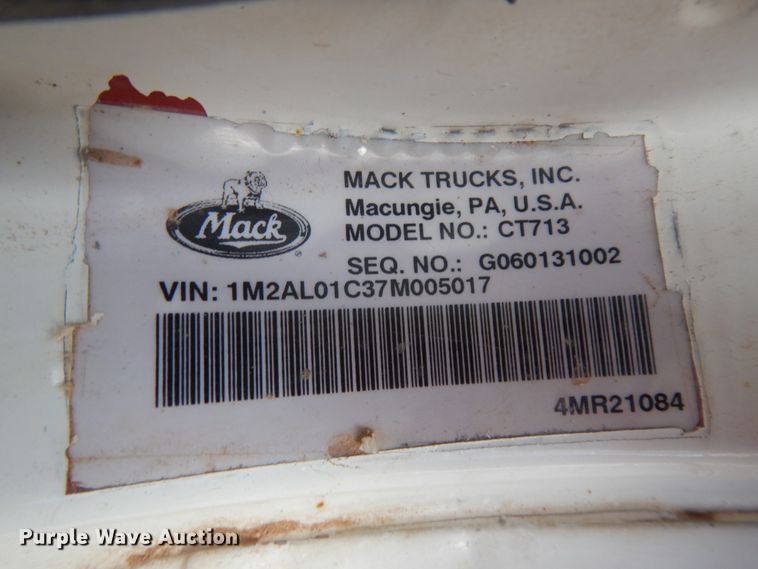 Mack
MACK TRUCKS, INC.
Macungie, PA, U.S.A.
MODEL NO.: CT713
SEQ. NO.: G060131002
VIN: 1M2AL01C37M005017
4MR21084
Purple Wave Auction